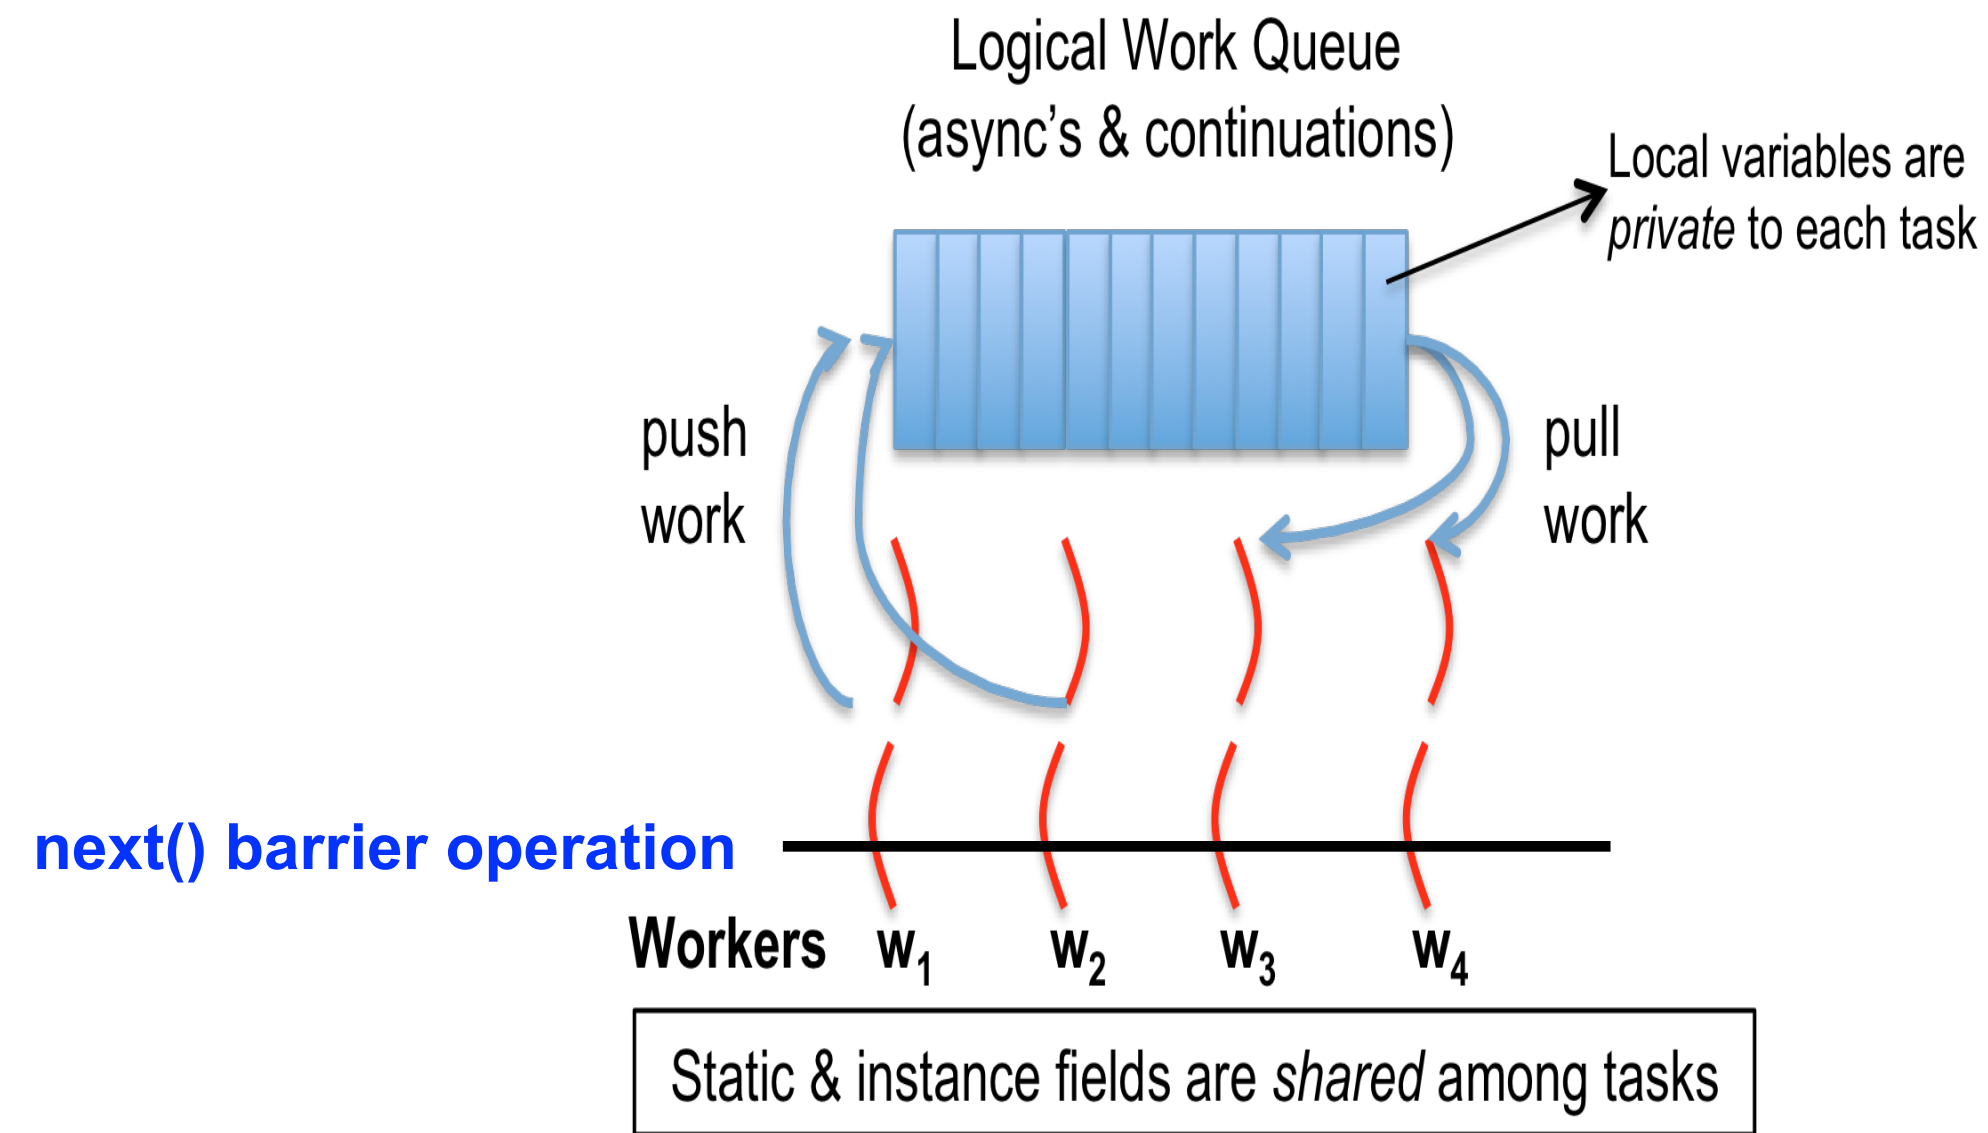 Logical Work Queue
(async’s & continuations)
Local variables are
private to each task
push
work
pull
work
next() barrier operation
Workers w₁ w₂ w₃ w₄
Static & instance fields are shared among tasks